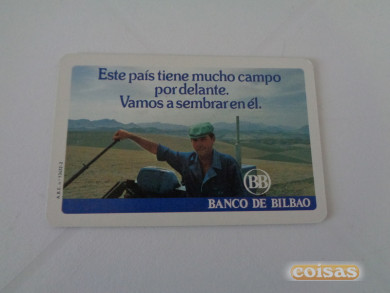 Este país tiene mucho campo
por delante.
Vamos a sembrar en él.
BB
BANCO DE BILBAO
coisas